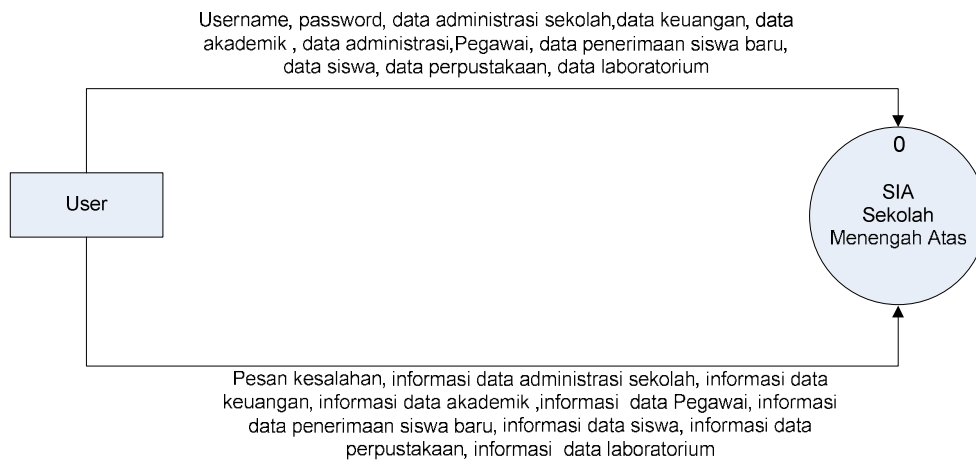 Username, password, data administrasi sekolah,data keuangan, data
akademik , data administrasi,Pegawai, data penerimaan siswa baru,
data siswa, data perpustakaan, data laboratorium
0
User
SIA
Sekolah
Menengah Atas
Pesan kesalahan, informasi data administrasi sekolah, informasi data
keuangan, informasi data akademik ,informasi data Pegawai, informasi
data penerimaan siswa baru, informasi data siswa, informasi data
perpustakaan, informasi data laboratorium